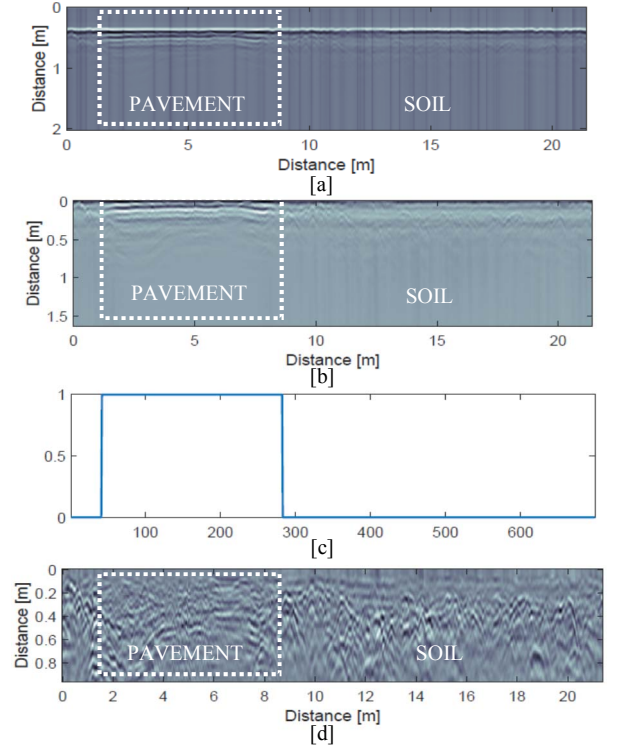 0
Distance [m]
1
PAVEMENT
SOIL
2
0 5 10 15 20
Distance [m]
[a]
0
Distance [m]
0.5
1
PAVEMENT
SOIL
1.5
0 5 10 15 20
Distance [m]
[b]
1
0.5
0
100 200 300 400 500 600
[c]
0
Distance [m]
0.2
0.4
0.6
PAVEMENT
SOIL
0.8
0 2 4 6 8 10 12 14 16 18 20
Distance [m]
[d]